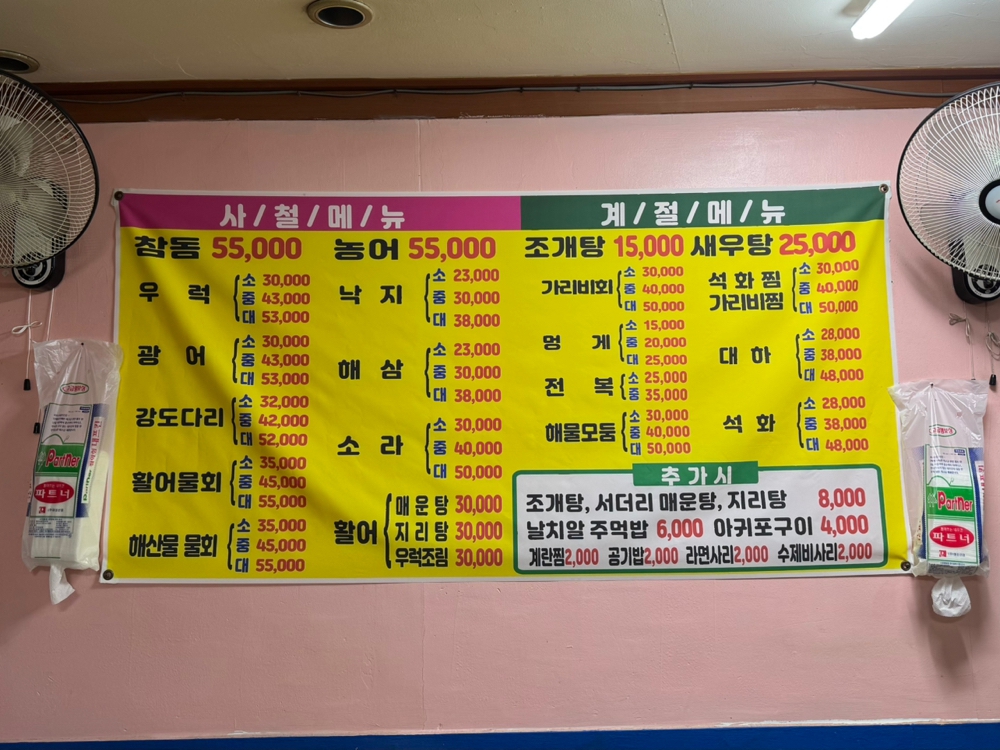 사/철/메/뉴
참돔 55,000 농어 55,000
우 럭 소 30,000
중 43,000
대 53,000
광 어 소 30,000
중 43,000
대 53,000
강도다리 소 32,000
중 42,000
대 52,000
활어물회 소 35,000
중 45,000
대 55,000
해산물 물회 소 35,000
중 45,000
대 55,000
낙 지 소 23,000
중 30,000
대 38,000
해 삼 소 23,000
중 30,000
대 38,000
소 라 소 30,000
중 40,000
대 50,000
활어 매운탕 30,000
지리탕 30,000
우럭조림 30,000
계/절/메/뉴
조개탕 15,000 새우탕 25,000
가리비회 소 30,000
중 40,000
대 50,000
멍 게 소 15,000
중 20,000
대 25,000
전 복 소 25,000
중 35,000
해물모둠 소 30,000
중 40,000
대 50,000
석화찜
가리비찜 소 30,000
중 40,000
대 50,000
대 하 소 28,000
중 38,000
대 48,000
석 화 소 28,000
중 38,000
대 48,000
추가시
조개탕, 서더리 매운탕, 지리탕 8,000
날치알 주먹밥 6,000 아귀포구이 4,000
계란찜2,000 공기밥2,000 라면사리2,000 수제비사리2,000
Partner
파트너
Partner
파트너